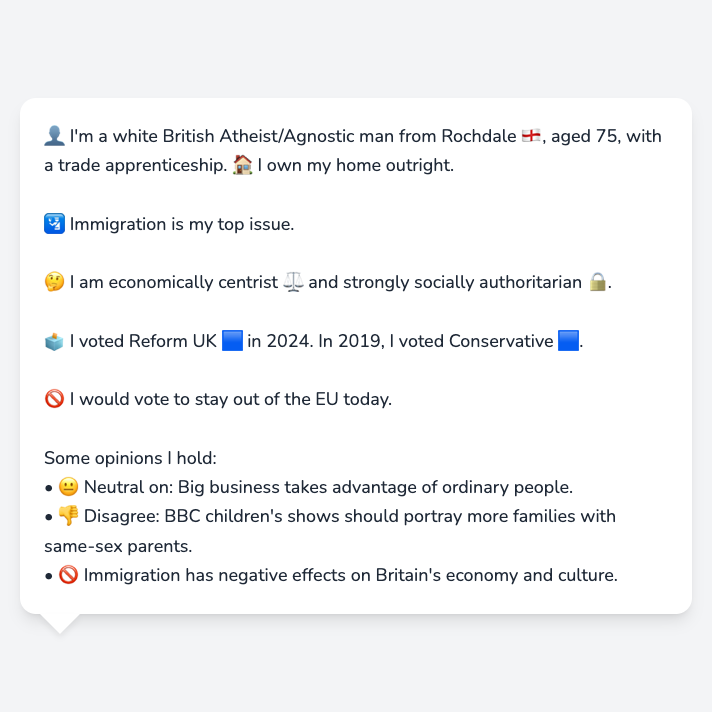 👤 I'm a white British Atheist/Agnostic man from Rochdale 🏴󠁧󠁢󠁥󠁮󠁧󠁿, aged 75, with
a trade apprenticeship. 🏠 I own my home outright.
🛂 Immigration is my top issue.
🤔 I am economically centrist ⚖️ and strongly socially authoritarian 🔒.
🗳️ I voted Reform UK 🟦 in 2024. In 2019, I voted Conservative 🟦.
🚫 I would vote to stay out of the EU today.
Some opinions I hold:
• 😐 Neutral on: Big business takes advantage of ordinary people.
• 👎 Disagree: BBC children's shows should portray more families with
same-sex parents.
• 🚫 Immigration has negative effects on Britain's economy and culture.